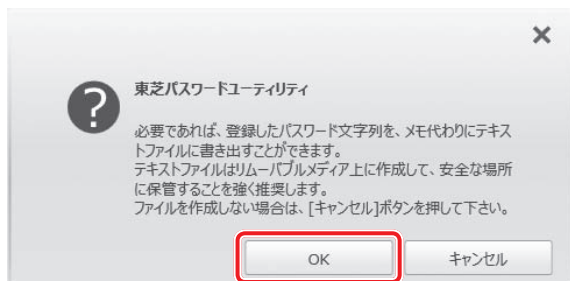 東芝パスワードユーティリティ
必要であれば、登録したパスワード文字列を、メモ代わりにテキス
トファイルに書き出すことができます。
テキストファイルはリムーバブルメディア上に作成して、安全な場所
に保管することを強く推奨します。
ファイルを作成しない場合は、[キャンセル]ボタンを押して下さい。
OK
キャンセル